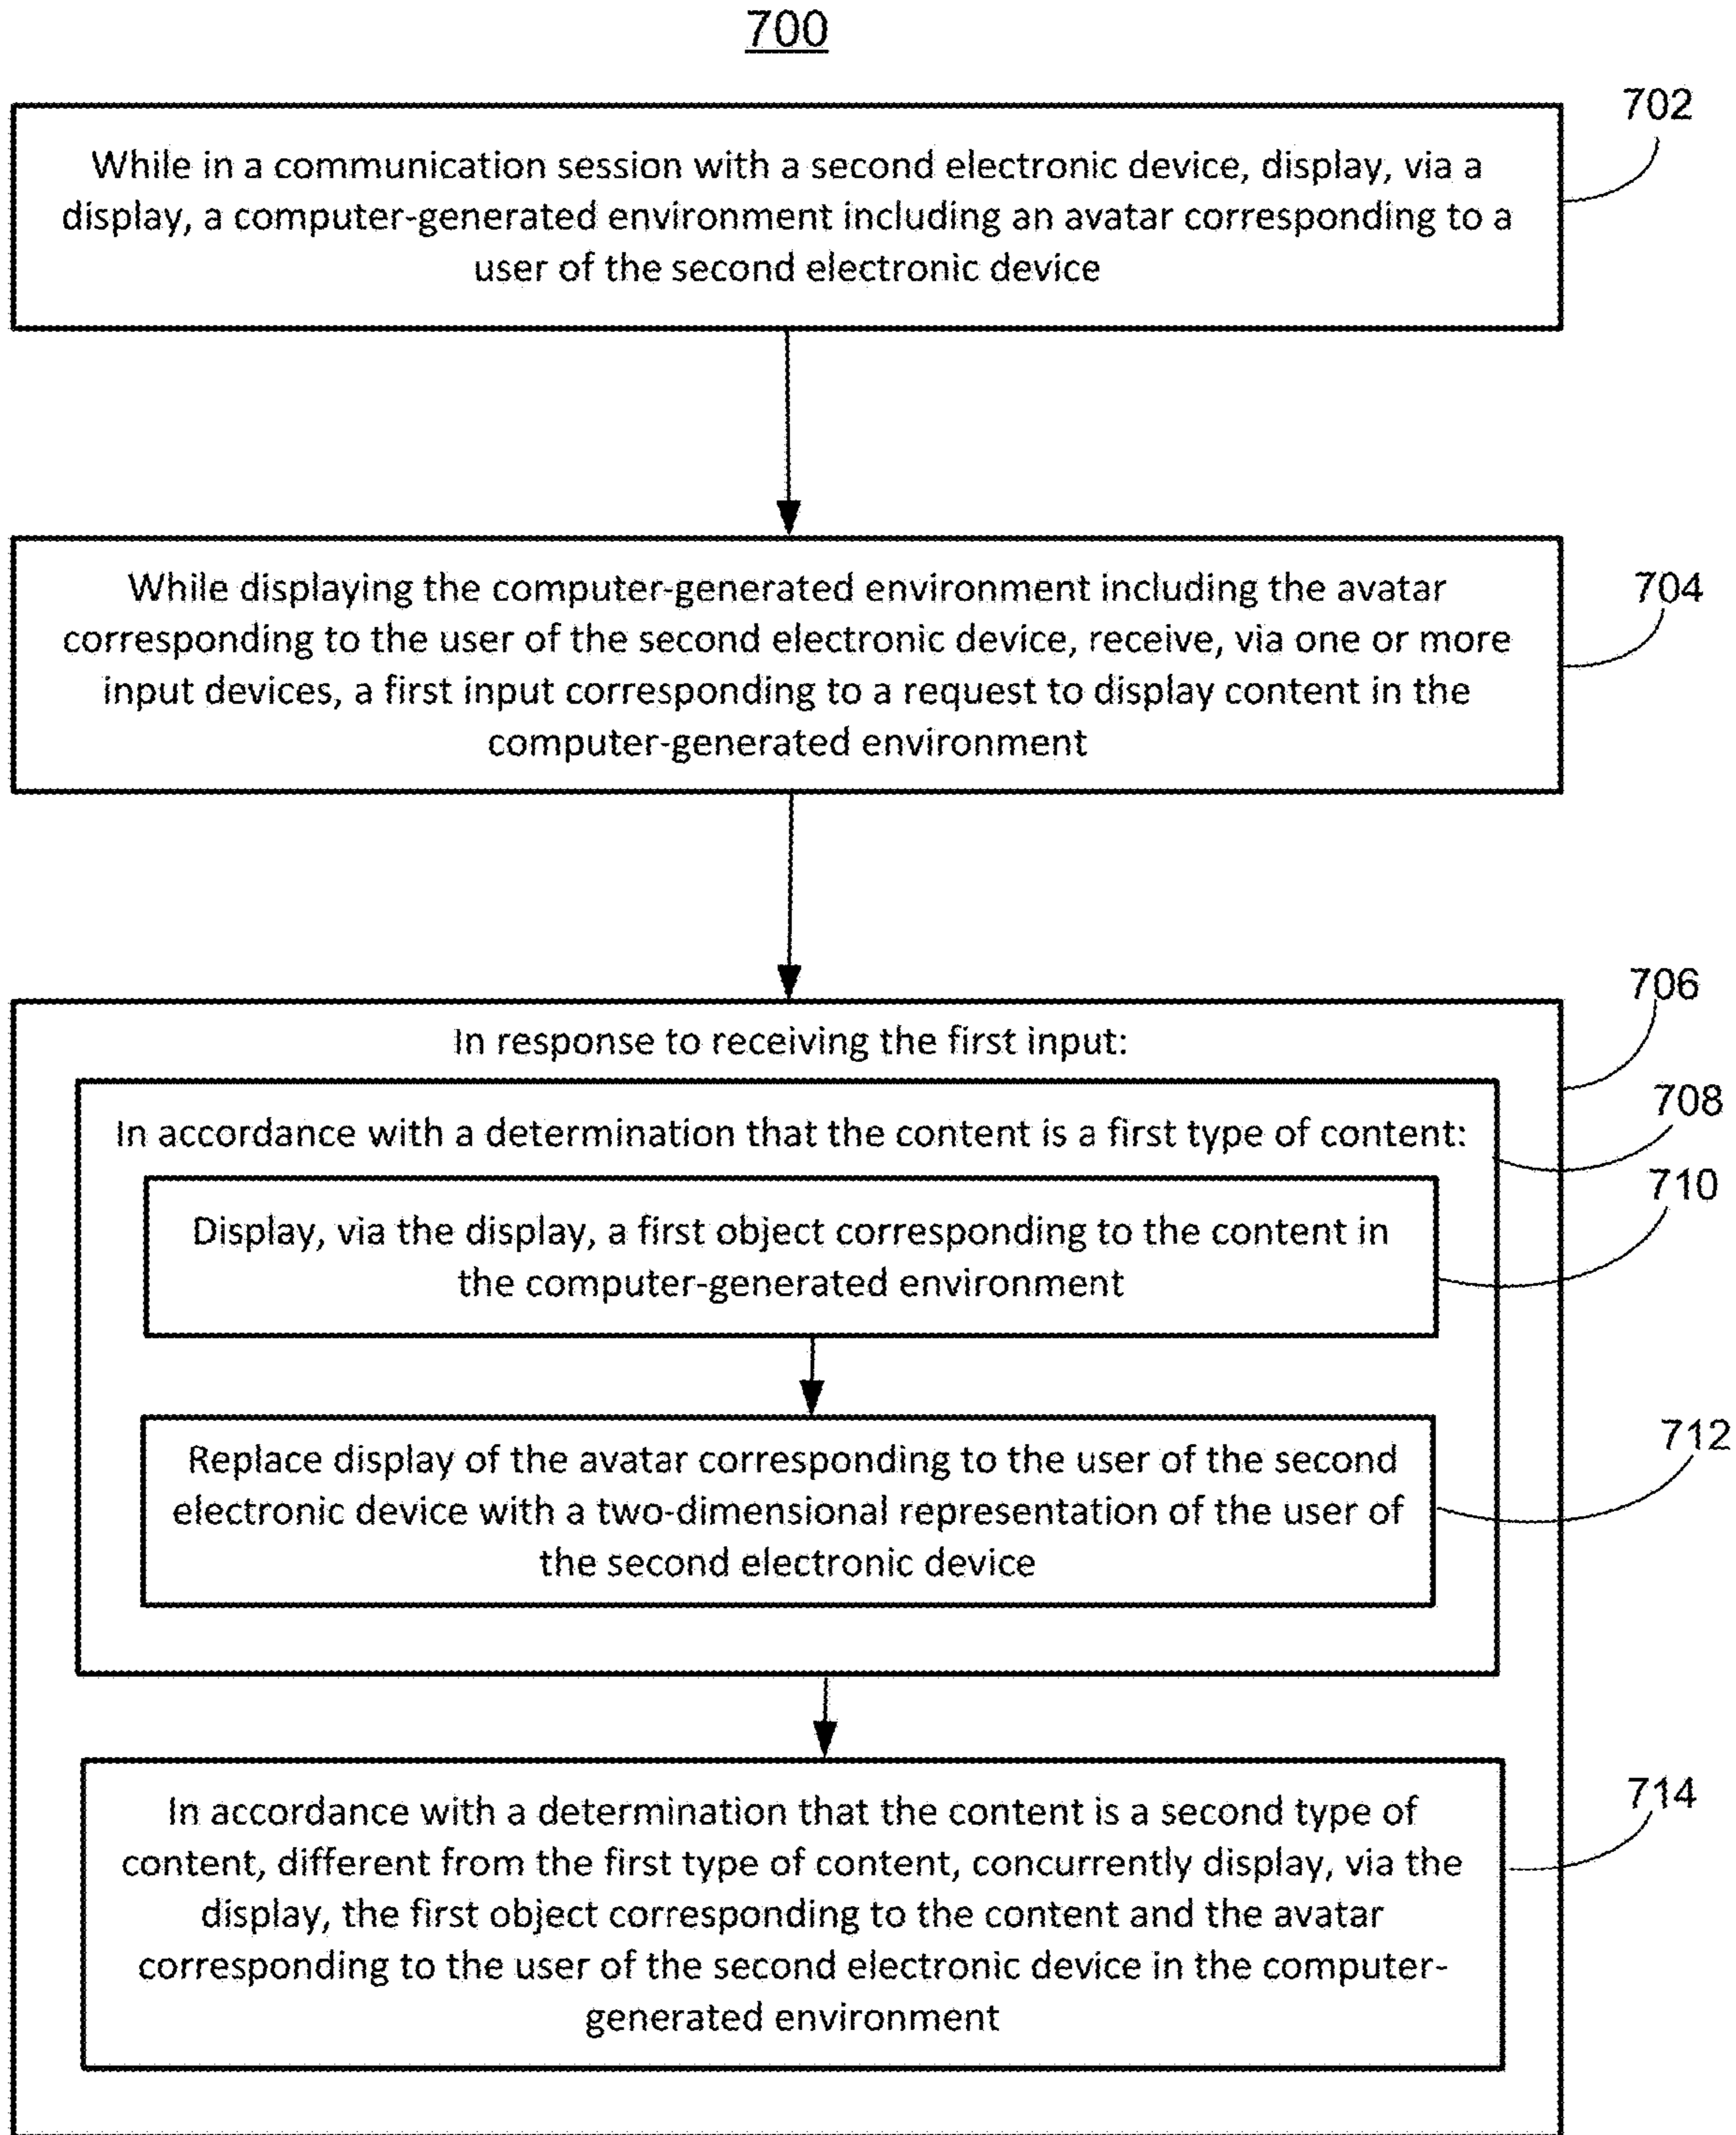 700
702
While in a communication session with a second electronic device, display, via a
display, a computer-generated environment including an avatar corresponding to a
user of the second electronic device
704
While displaying the computer-generated environment including the avatar
corresponding to the user of the second electronic device, receive, via one or more
input devices, a first input corresponding to a request to display content in the
computer-generated environment
706
In response to receiving the first input:
708
In accordance with a determination that the content is a first type of content:
710
Display, via the display, a first object corresponding to the content in
the computer-generated environment
712
Replace display of the avatar corresponding to the user of the second
electronic device with a two-dimensional representation of the user of
the second electronic device
714
In accordance with a determination that the content is a second type of
content, different from the first type of content, concurrently display, via the
display, the first object corresponding to the content and the avatar
corresponding to the user of the second electronic device in the computer-
generated environment